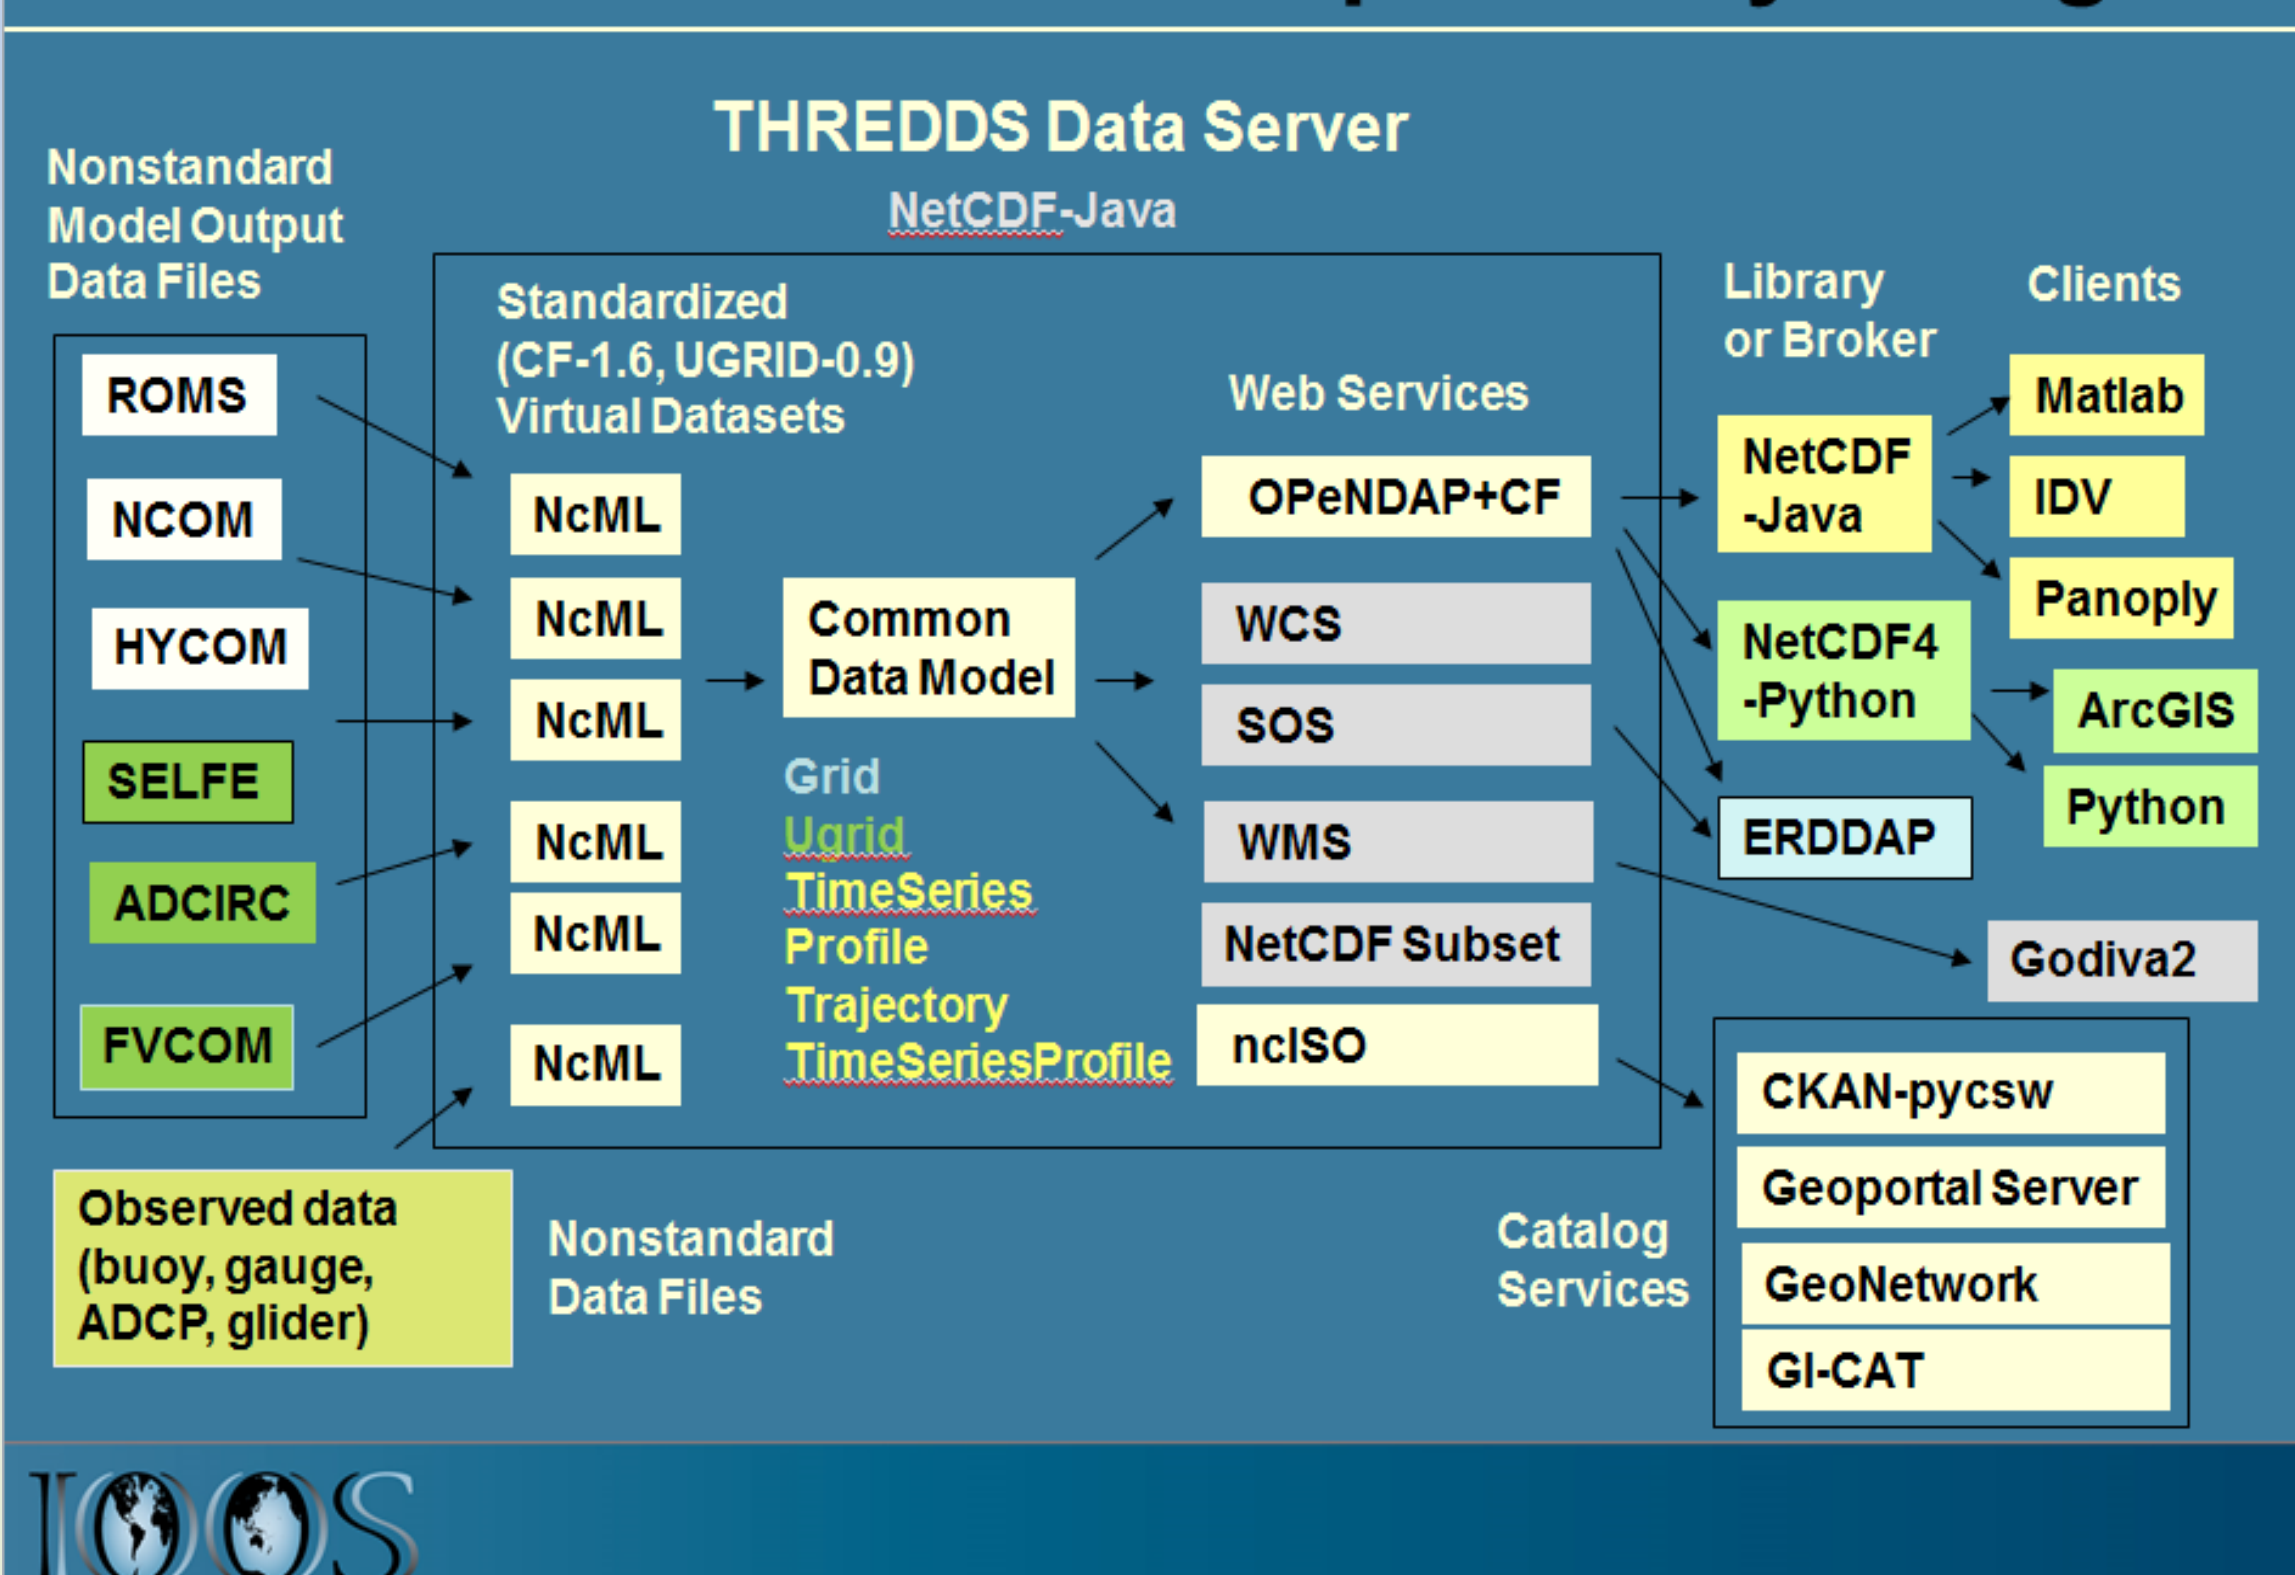 THREDDS Data Server
NetCDF-Java
Nonstandard
Model Output
Data Files
ROMS
NCOM
HYCOM
SELFE
ADCIRC
FVCOM
Observed data
(buoy, gauge,
ADCP, glider)
Nonstandard
Data Files
Standardized
(CF-1.6, UGRID-0.9)
Virtual Datasets
NcML
NcML
NcML
NcML
NcML
NcML
Common
Data Model
Grid
Ugrid
TimeSeries
Profile
Trajectory
TimeSeriesProfile
Web Services
OPeNDAP+CF
WCS
SOS
WMS
NetCDF Subset
ncISO
Library
or Broker
NetCDF
-Java
NetCDF4
-Python
ERDDAP
Clients
Matlab
IDV
Panoply
ArcGIS
Python
Godiva2
Catalog
Services
CKAN-pycsw
Geoportal Server
GeoNetwork
GI-CAT
IOOS